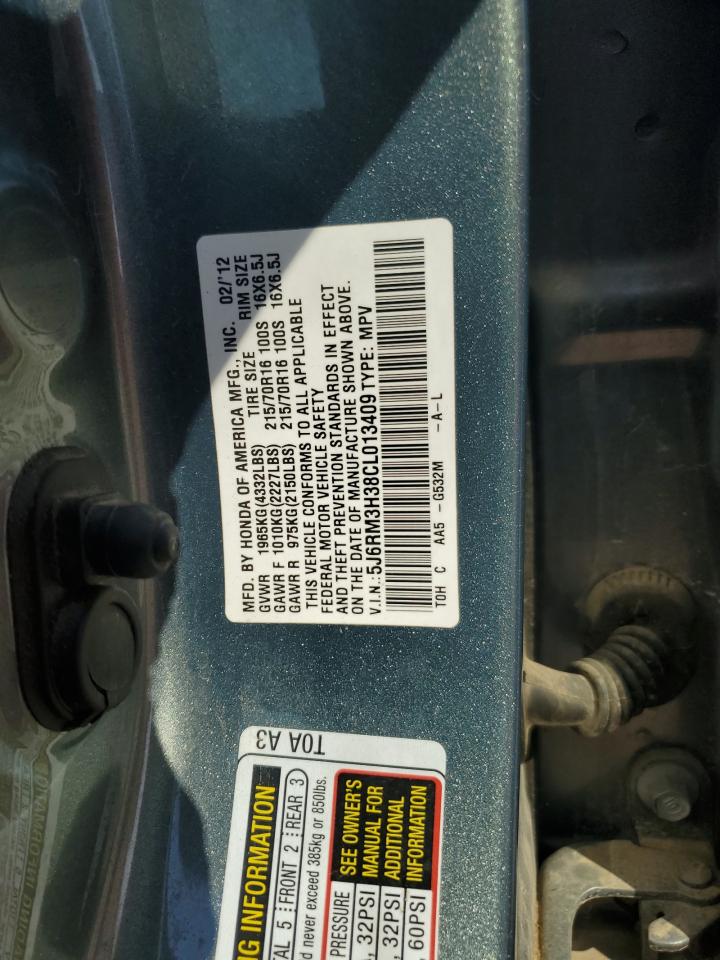 MFD. BY HONDA OF AMERICA MFG., INC. 02/'12
GVWR 1965KG(4332LBS) TIRE SIZE RIM SIZE
GAWR F 1010KG(2227LBS) 215/70R16 100S 16X6.5J
GAWR R 975KG(2150LBS) 215/70R16 100S 16X6.5J
THIS VEHICLE CONFORMS TO ALL APPLICABLE
FEDERAL MOTOR VEHICLE SAFETY
AND THEFT PREVENTION STANDARDS IN EFFECT
ON THE DATE OF MANUFACTURE SHOWN ABOVE.
V.I.N.:5J6RM3H38CL013409 TYPE: MPV
TOH C AA5 -G532M -A-L
T0A A3
NG INFORMATION
TAL 5 FRONT 2 REAR 3
d never exceed 385kg or 850lbs.
PRESSURE
, 32PSI
, 32PSI
, 60PSI
SEE OWNER'S
MANUAL FOR
ADDITIONAL
INFORMATION